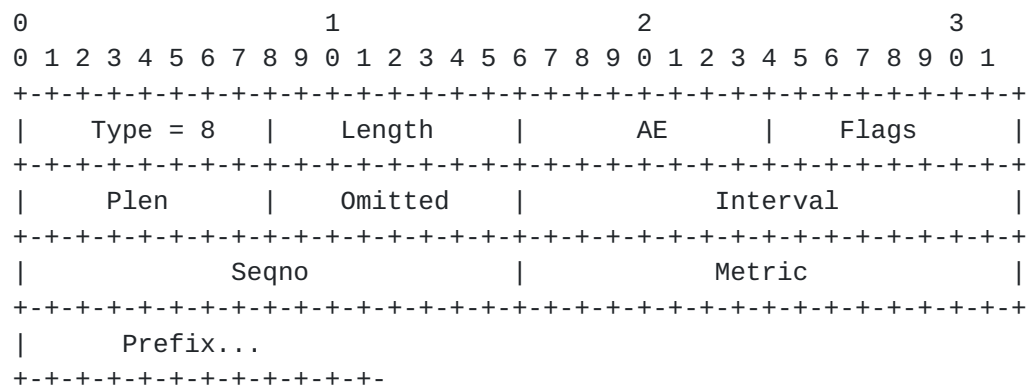 0                   1                   2                   3
0 1 2 3 4 5 6 7 8 9 0 1 2 3 4 5 6 7 8 9 0 1 2 3 4 5 6 7 8 9 0 1
+-+-+-+-+-+-+-+-+-+-+-+-+-+-+-+-+-+-+-+-+-+-+-+-+-+-+-+-+-+-+-+-+
|    Type = 8   |    Length     |       AE      |    Flags      |
+-+-+-+-+-+-+-+-+-+-+-+-+-+-+-+-+-+-+-+-+-+-+-+-+-+-+-+-+-+-+-+-+
|     Plen      |    Omitted    |            Interval           |
+-+-+-+-+-+-+-+-+-+-+-+-+-+-+-+-+-+-+-+-+-+-+-+-+-+-+-+-+-+-+-+-+
|             Seqno             |            Metric             |
+-+-+-+-+-+-+-+-+-+-+-+-+-+-+-+-+-+-+-+-+-+-+-+-+-+-+-+-+-+-+-+-+
|      Prefix...
+-+-+-+-+-+-+-+-+-+-+-+-